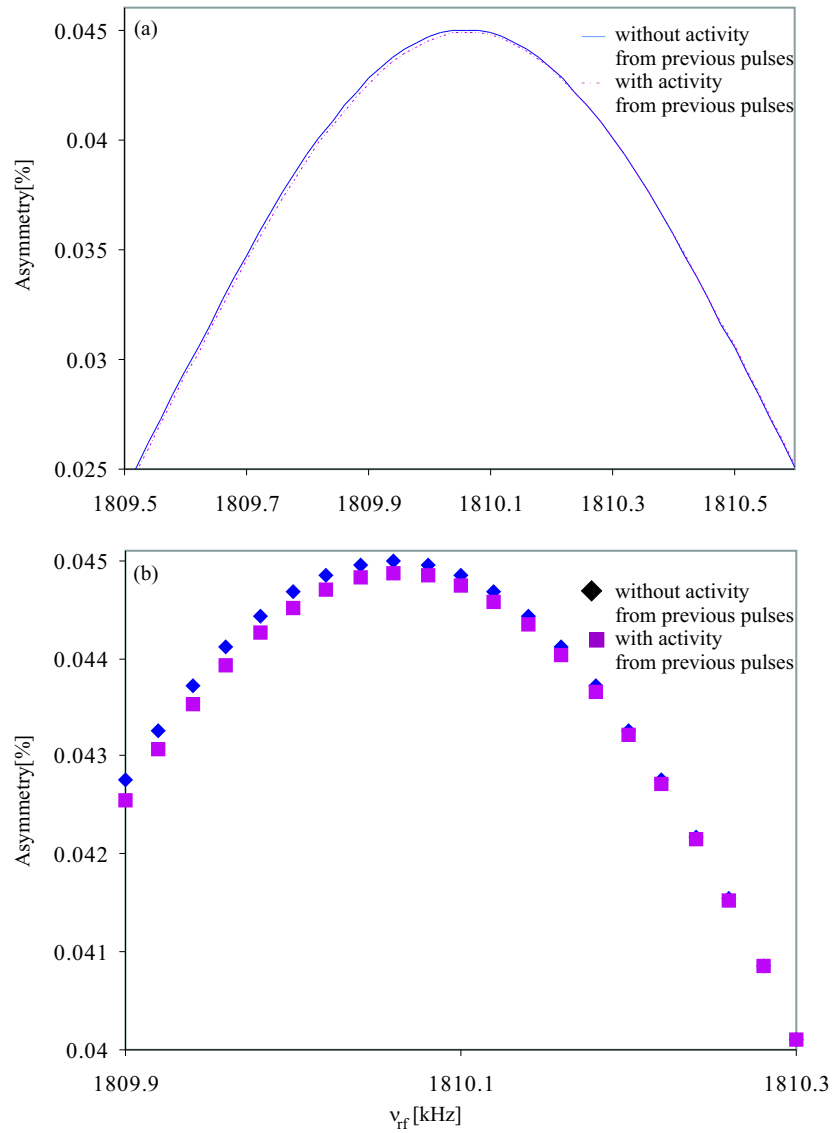 (a)
without activity
from previous pulses
with activity
from previous pulses
Asymmetry[%]
0.045
0.04
0.035
0.03
0.025
1809.5 1809.7 1809.9 1810.1 1810.3 1810.5
(b)
without activity
from previous pulses
with activity
from previous pulses
Asymmetry[%]
0.045
0.044
0.043
0.042
0.041
0.04
1809.9 1810.1 1810.3
νrf [kHz]